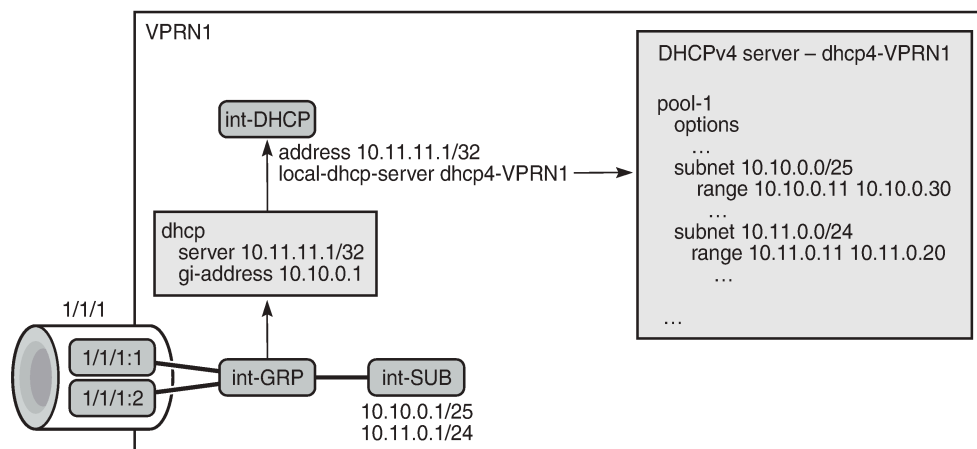 VPRN1
DHCPv4 server – dhcp4-VPRN1
pool-1
options
...
subnet 10.10.0.0/25
range 10.10.0.11 10.10.0.30
...
subnet 10.11.0.0/24
range 10.11.0.11 10.11.0.20
...
...
int-DHCP
address 10.11.11.1/32
local-dhcp-server dhcp4-VPRN1
dhcp
server 10.11.11.1/32
gi-address 10.10.0.1
1/1/1
1/1/1:1
1/1/1:2
int-GRP
int-SUB
10.10.0.1/25
10.11.0.1/24